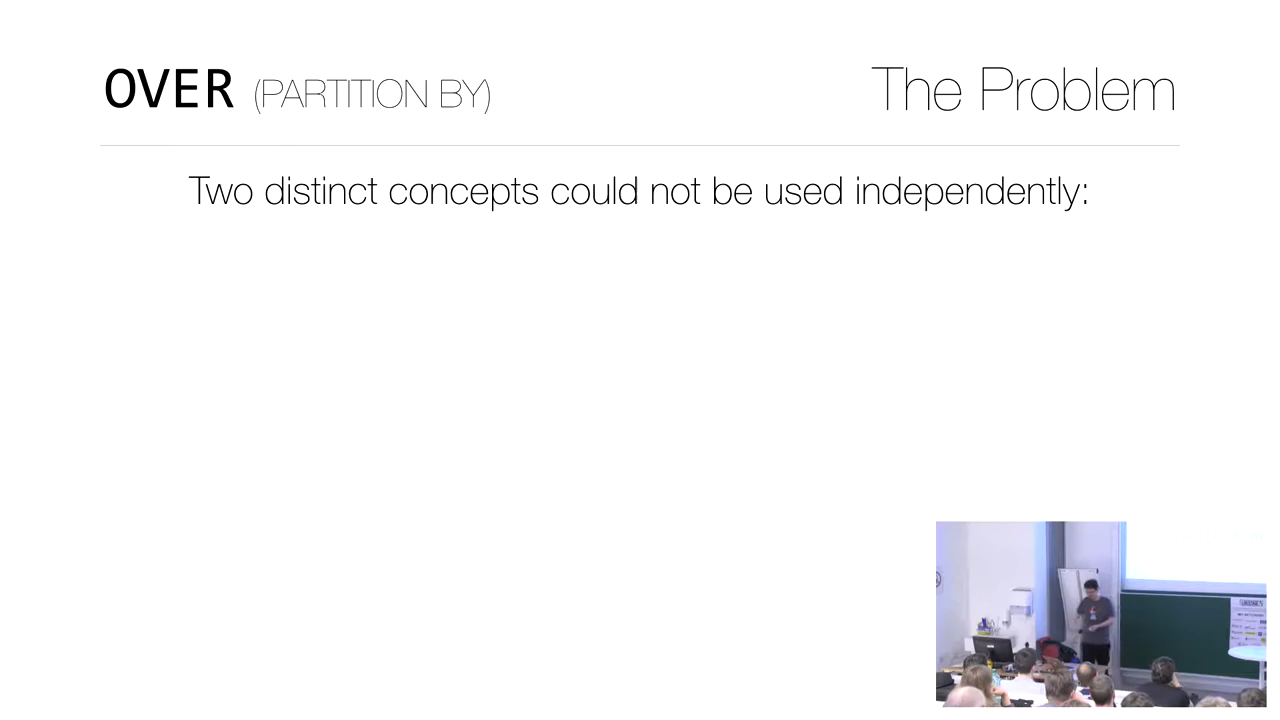 OVER (PARTITION BY)
The Problem
Two distinct concepts could not be used independently: